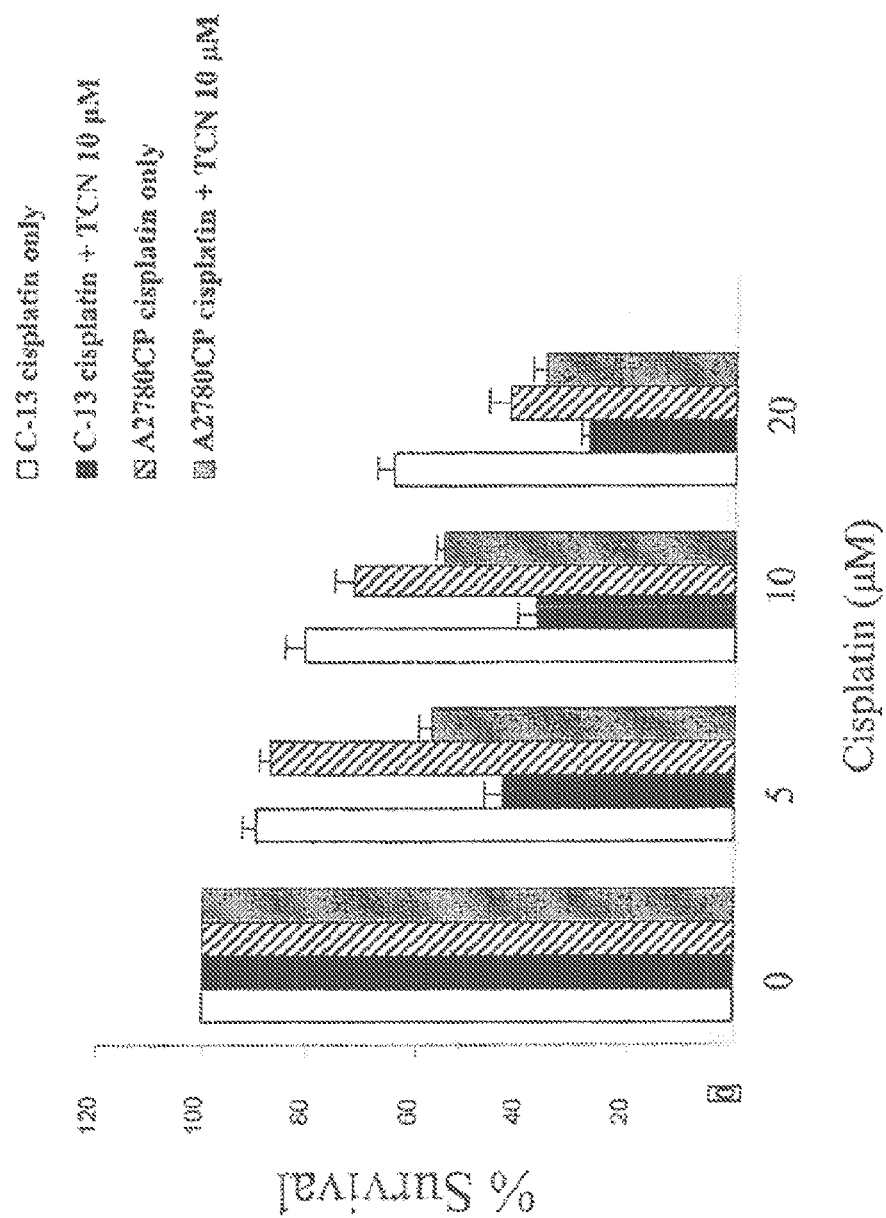 C-13 cisplatin only
C-13 cisplatin + TCN 10 µM
A2780CP cisplatin only
A2780CP cisplatin + TCN 10 µM
% Survival
120
100
80
60
40
20
0
0
5
10
20
Cisplatin (µM)